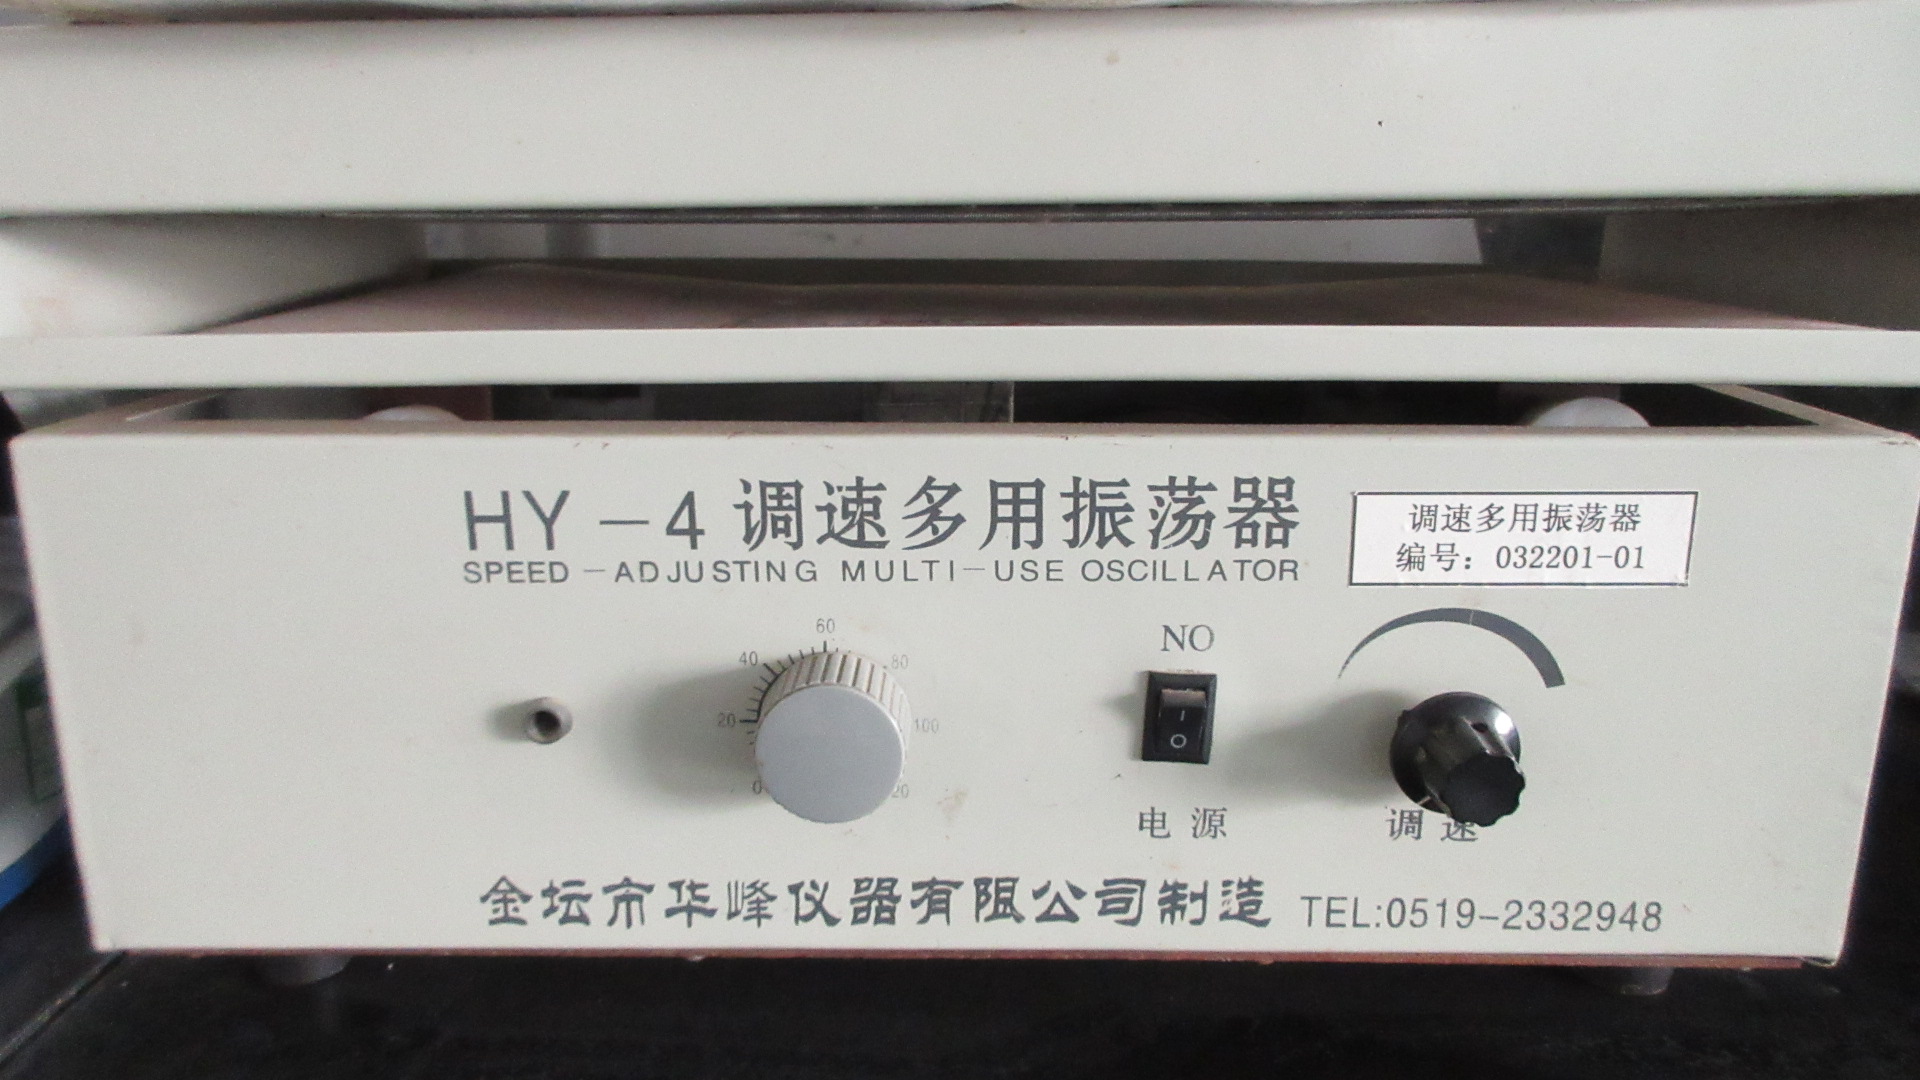 HY-4 调速多用振荡器
SPEED-ADJUSTING MULTI-USE OSCILLATOR
调速多用振荡器
编号：032201-01
0
20
40
60
80
100
20
NO
I
O
电源
调速
金坛市华峰仪器有限公司制造 TEL:0519-2332948